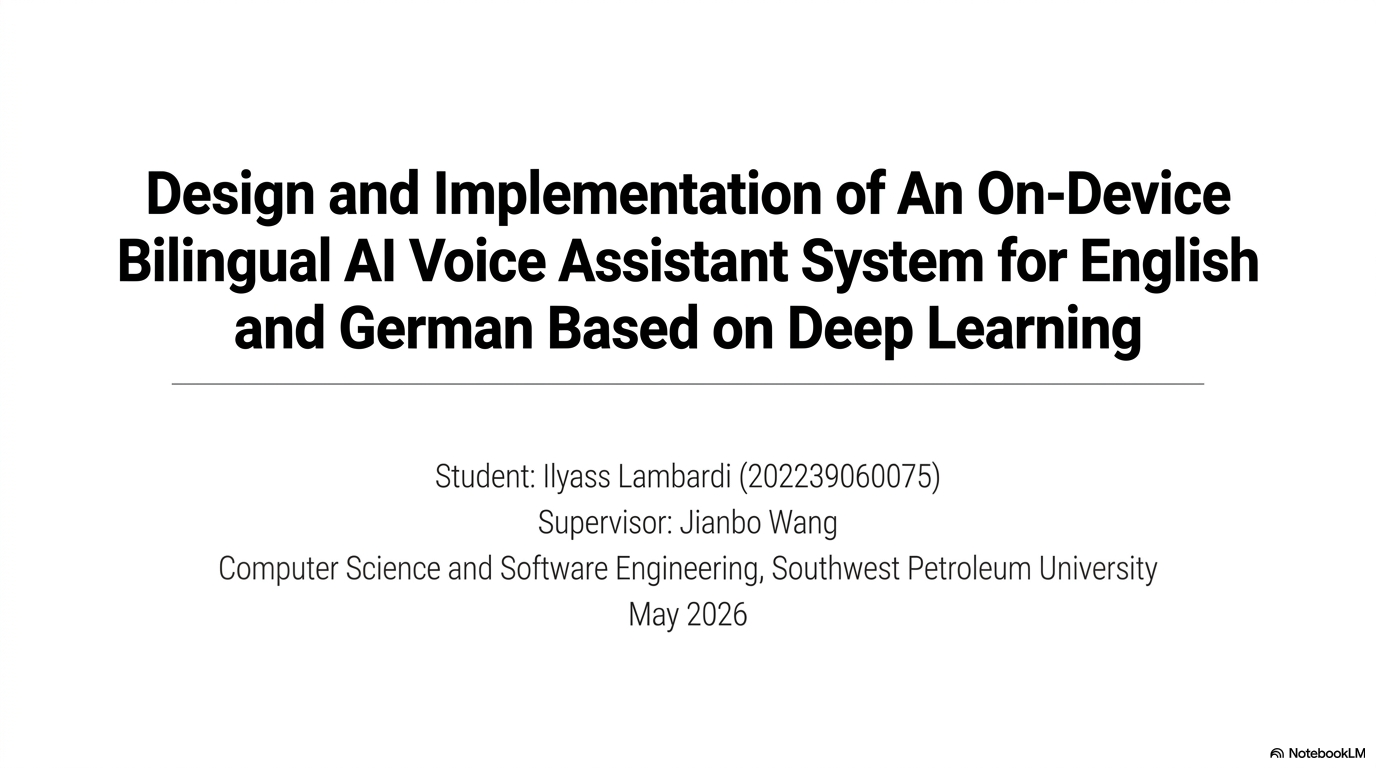 Design and Implementation of An On-Device
Bilingual AI Voice Assistant System for English
and German Based on Deep Learning
Student: Ilyass Lambardi (202239060075)
Supervisor: Jianbo Wang
Computer Science and Software Engineering, Southwest Petroleum University
May 2026
NotebookLM